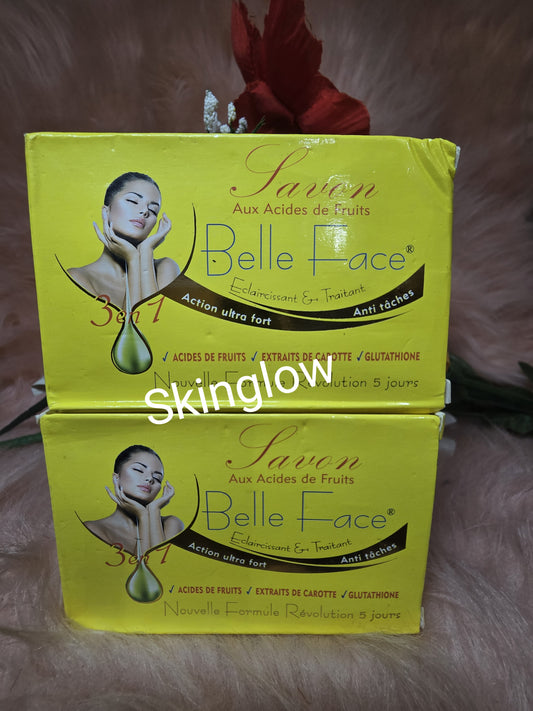 Savon
Aux Acides de Fruits
Belle Face®
Eclaircissant & Traitant
3 en 1
Action ultra fort
Anti tâches
✓ ACIDES DE FRUITS ✓ EXTRAITS DE CAROTTE ✓ GLUTATHIONE
Nouvelle Formule Révolution 5 jours
Skinglow
Savon
Aux Acides de Fruits
Belle Face®
Eclaircissant & Traitant
3 en 1
Action ultra fort
Anti tâches
✓ ACIDES DE FRUITS ✓ EXTRAITS DE CAROTTE ✓ GLUTATHIONE
Nouvelle Formule Révolution 5 jours